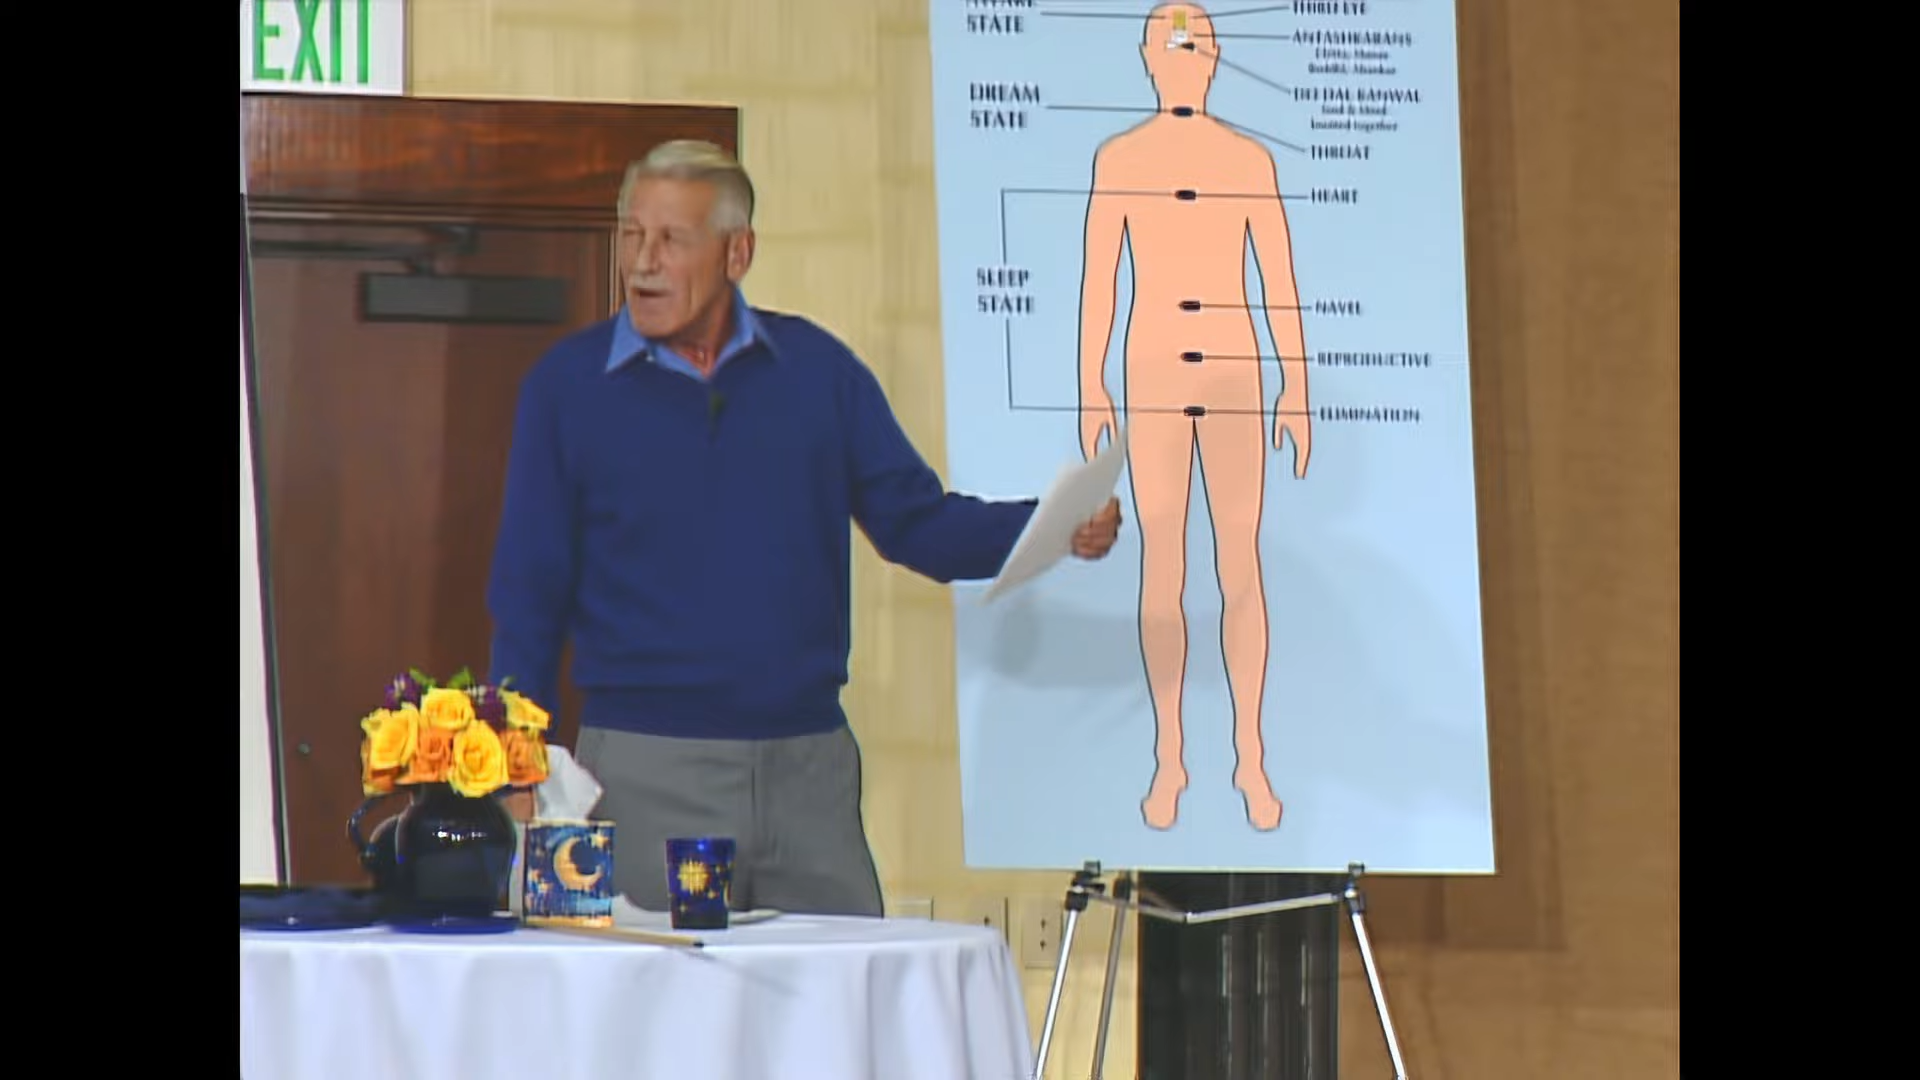 EXIT
STATE
THIRD EYE
ANTASHKARANS
DREAM
STATE
THROAT
HEART
SLEEP
STATE
NAVEL
REPRODUCTIVE
ELIMINATION